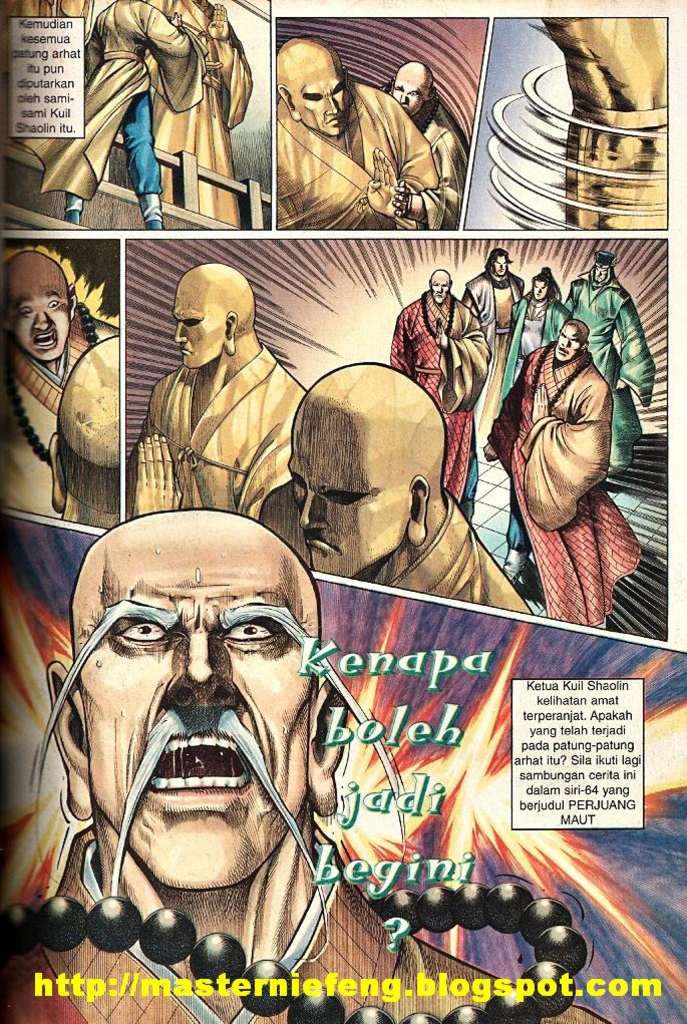 Kemudian
kesemua
patung arhat
itu pun
diputarkan
oleh sami-
sami Kuil
Shaolin itu.
Kenapa
boleh
jadi
begini
?
Ketua Kuil Shaolin
kelihatan amat
terperanjat. Apakah
yang telah terjadi
pada patung-patung
arhat itu? Sila ikuti lagi
sambungan cerita ini
dalam siri-64 yang
berjudul PERJUANG
MAUT
http://masterniefeng.blogspot.com